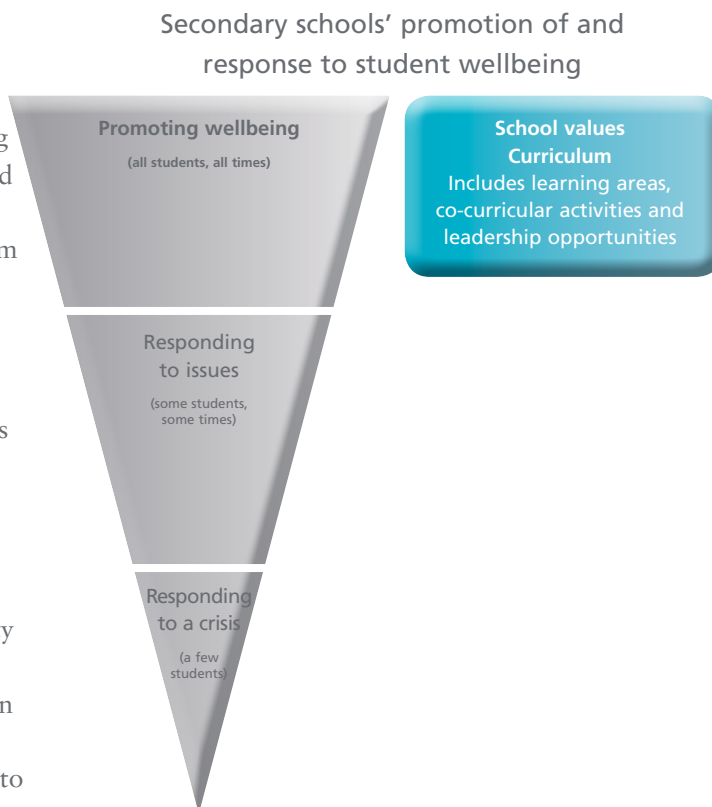 Secondary schools’ promotion of and
response to student wellbeing
Promoting wellbeing
(all students, all times)
School values
Curriculum
Includes learning areas,
co-curricular activities and
leadership opportunities
Responding
to issues
(some students,
some times)
Responding
to a crisis
(a few
students)
to